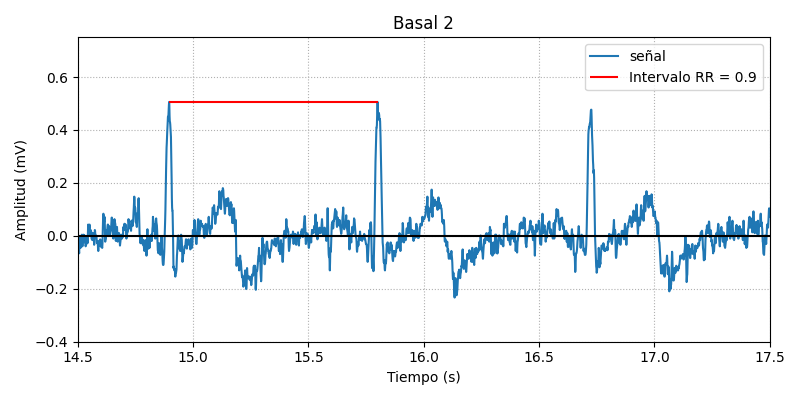 Basal 2
señal
Intervalo RR = 0.9
Amplitud (mV)
0.6
0.4
0.2
0.0
−0.2
−0.4
14.5 15.0 15.5 16.0 16.5 17.0 17.5
Tiempo (s)